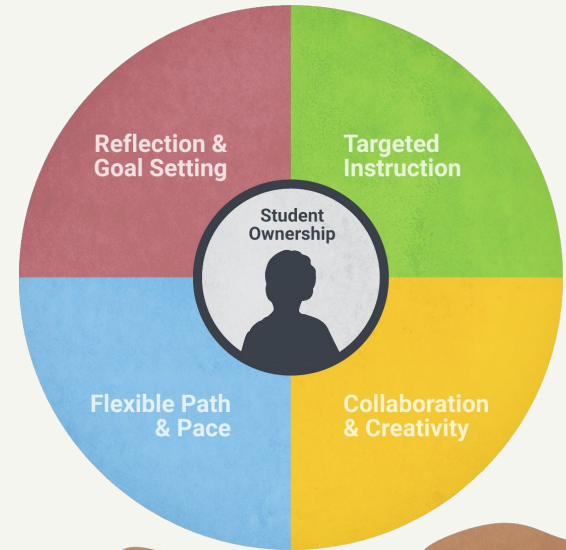 Reflection &
Goal Setting
Targeted
Instruction
Student
Ownership
Flexible Path
& Pace
Collaboration
& Creativity